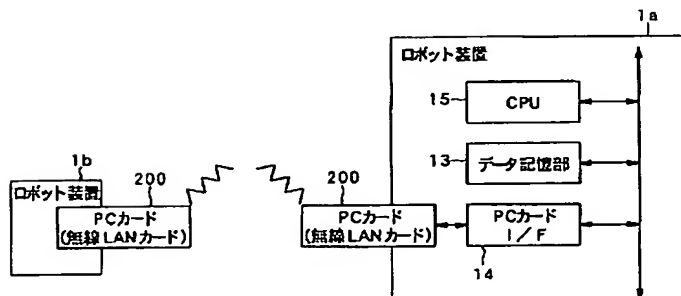 1a
ロボット装置
15
CPU
1b
200
200
13
データ記憶部
ロボット装置
PCカード
(無線LANカード)
PCカード
(無線LANカード)
PCカード
I/F
14